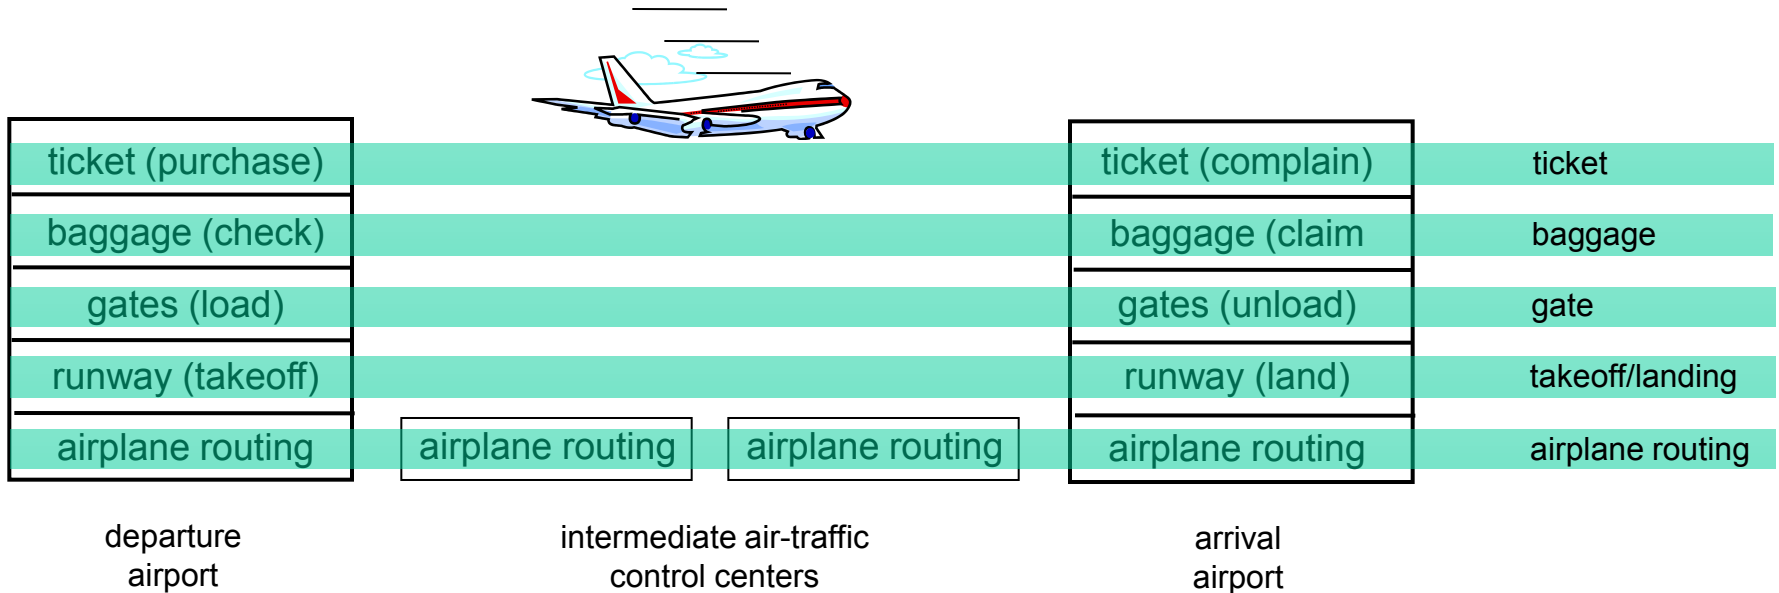 ticket (purchase) ticket (complain) ticket
baggage (check) baggage (claim baggage
gates (load) gates (unload) gate
runway (takeoff) runway (land) takeoff/landing
airplane routing airplane routing airplane routing airplane routing airplane routing
departure
airport
intermediate air-traffic
control centers
arrival
airport